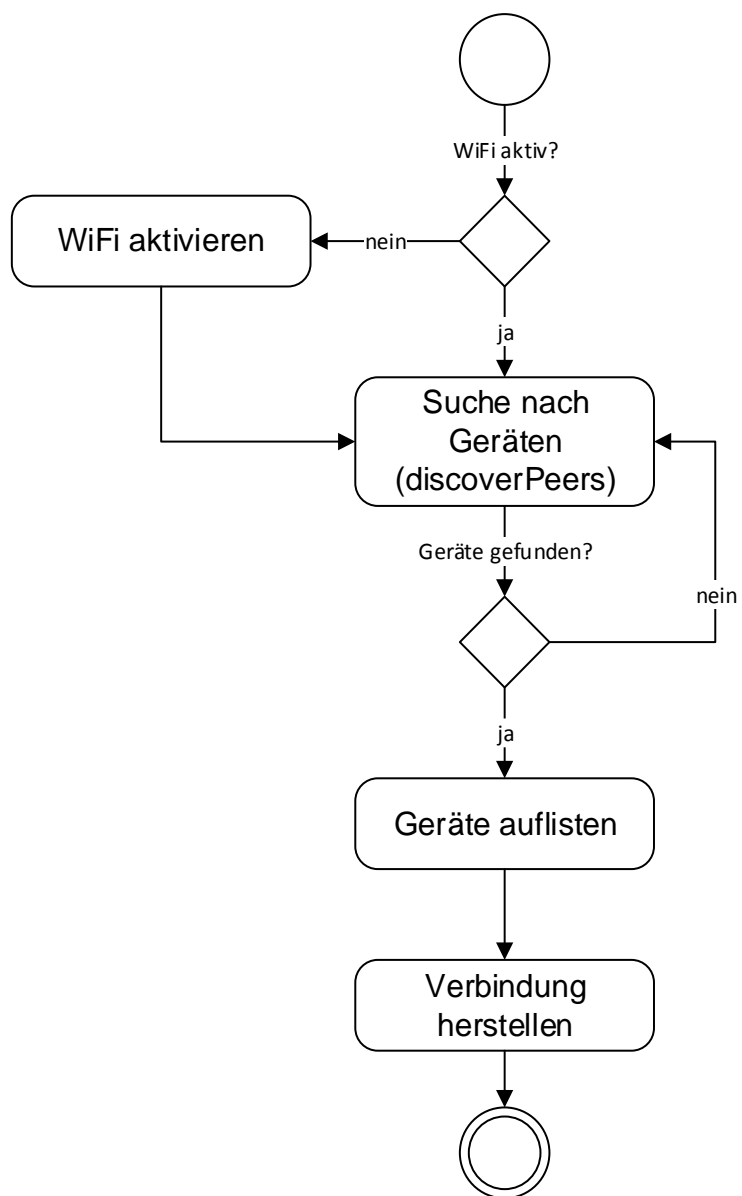 WiFi aktiv?
WiFi aktivieren
nein
ja
Suche nach
Geräten
(discoverPeers)
Geräte gefunden?
nein
ja
Geräte auflisten
Verbindung
herstellen